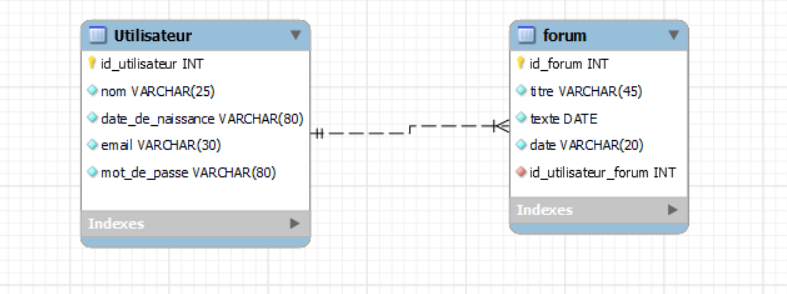 Utilisateur
id_utilisateur INT
nom VARCHAR(25)
date_de_naissance VARCHAR(80)
email VARCHAR(30)
mot_de_passe VARCHAR(80)
Indexes
forum
id_forum INT
titre VARCHAR(45)
texte DATE
date VARCHAR(20)
id_utilisateur_forum INT
Indexes